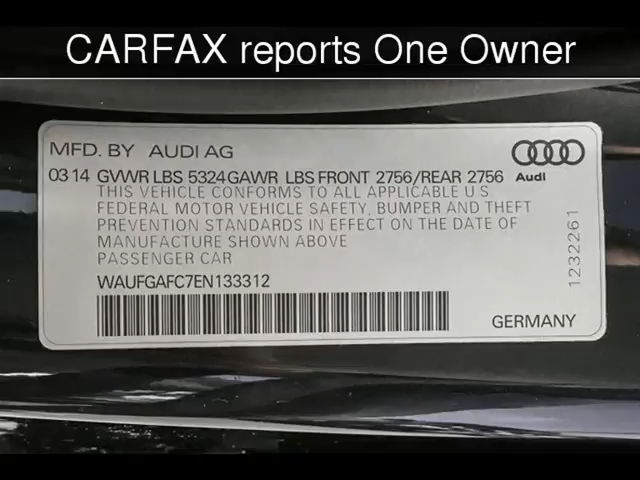 CARFAX reports One Owner
MFD. BY AUDI AG
03 14 GVWR LBS 5324 GAWR LBS FRONT 2756/REAR 2756
Audi
THIS VEHICLE CONFORMS TO ALL APPLICABLE U S
FEDERAL MOTOR VEHICLE SAFETY, BUMPER AND THEFT
PREVENTION STANDARDS IN EFFECT ON THE DATE OF
MANUFACTURE SHOWN ABOVE
PASSENGER CAR
WAUFGAFC7EN133312
1232261
GERMANY